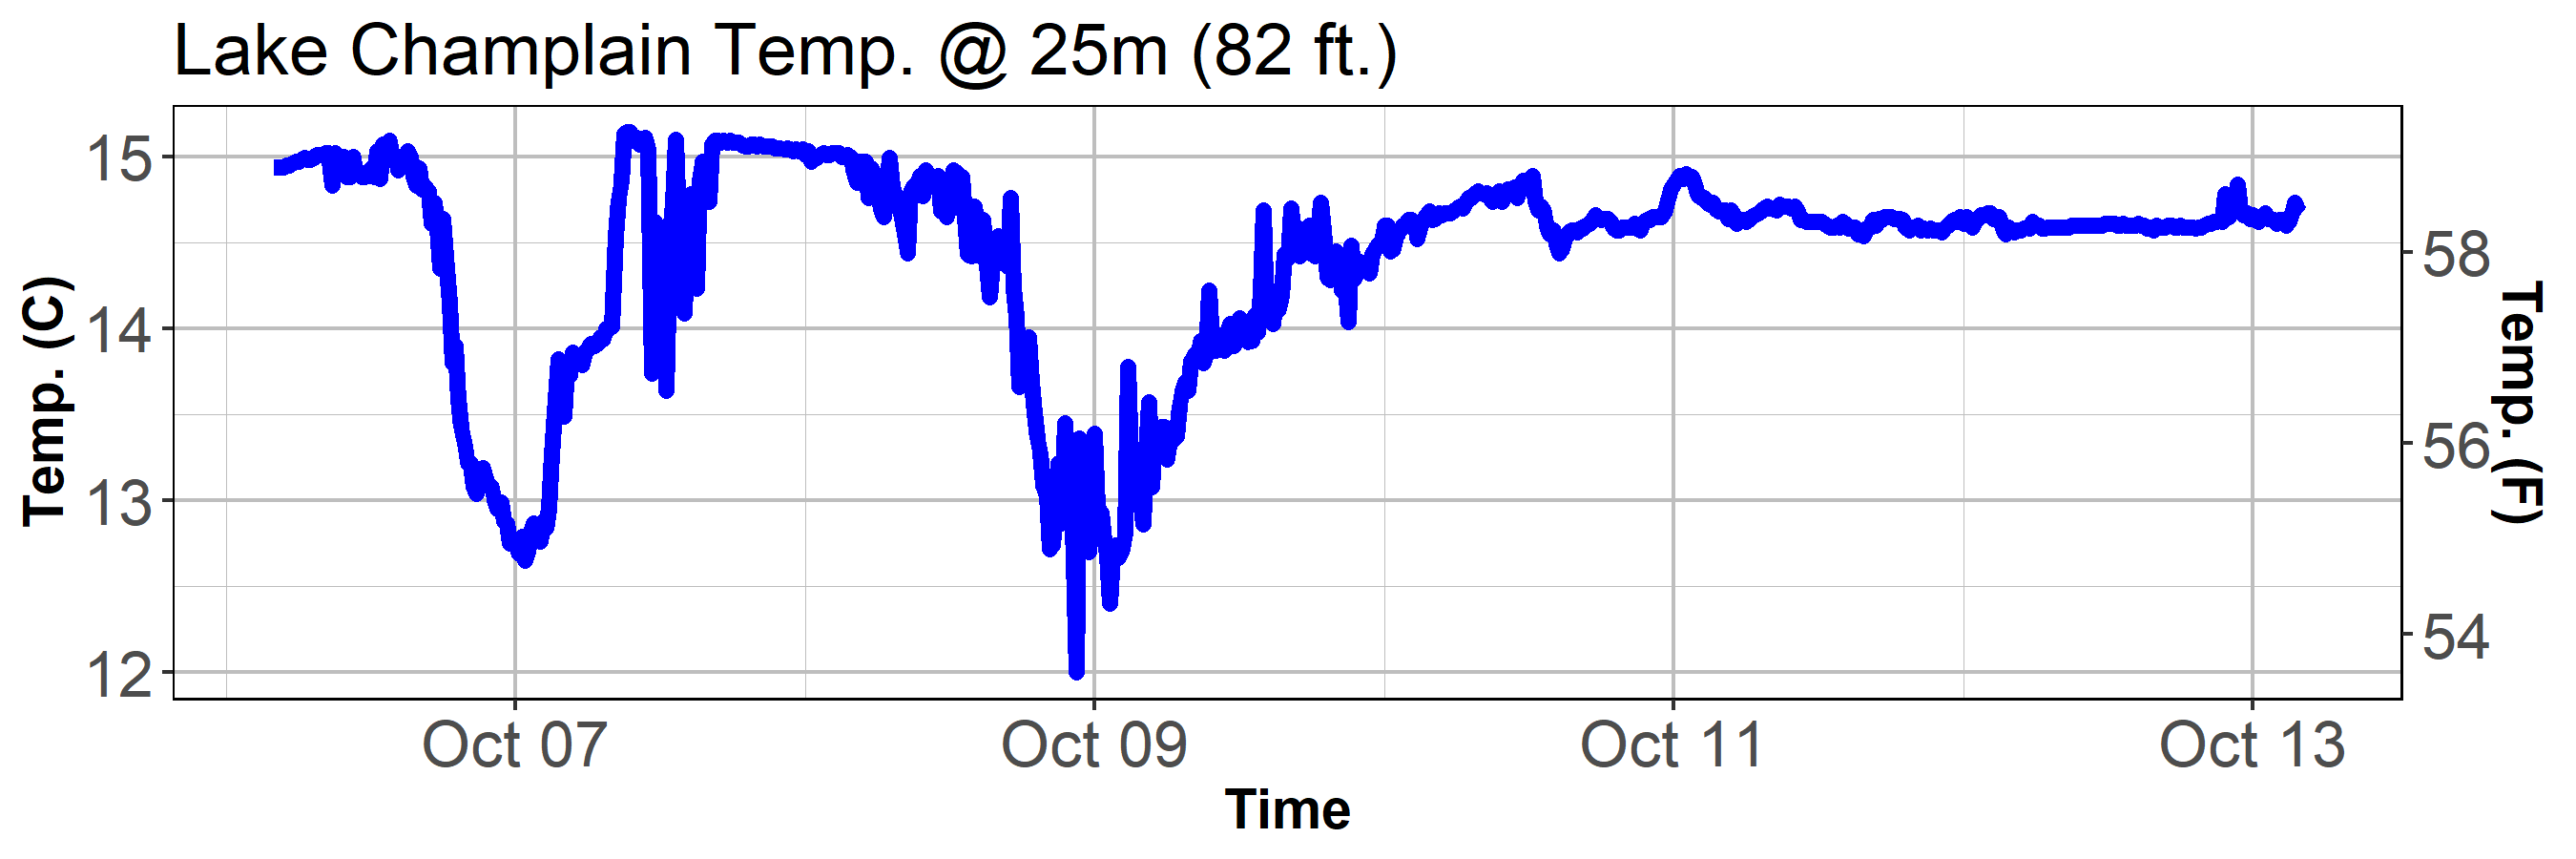 Lake Champlain Temp. @ 25m (82 ft.)
Temp. (C)
15
14
13
12
58
56
54
Temp. (F)
Oct 07
Oct 09
Oct 11
Oct 13
Time